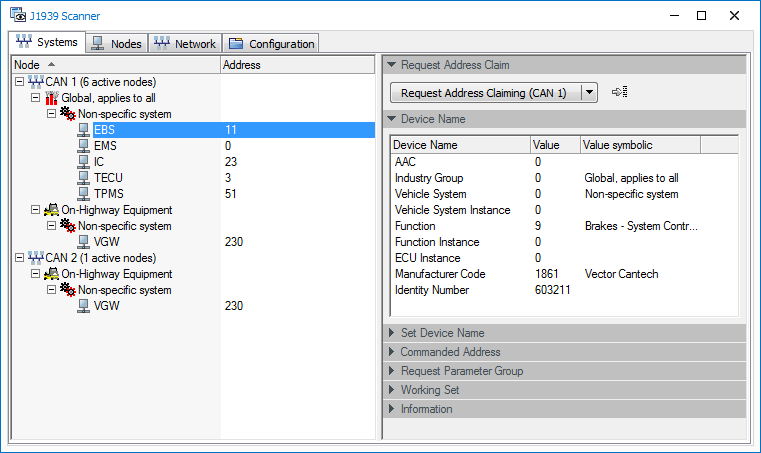 J1939 Scanner
Systems Nodes Network Configuration
Node Address
CAN 1 (6 active nodes)
Global, applies to all
Non-specific system
EBS 11
EMS 0
IC 23
TECU 3
TPMS 51
On-Highway Equipment
Non-specific system
VGW 230
CAN 2 (1 active nodes)
On-Highway Equipment
Non-specific system
VGW 230
Request Address Claim
Request Address Claiming (CAN 1)
Device Name
Device Name Value Value symbolic
AAC 0
Industry Group 0 Global, applies to all
Vehicle System 0 Non-specific system
Vehicle System Instance 0
Function 9 Brakes - System Contr...
Function Instance 0
ECU Instance 0
Manufacturer Code 1861 Vector Cantech
Identity Number 603211
Set Device Name
Commanded Address
Request Parameter Group
Working Set
Information